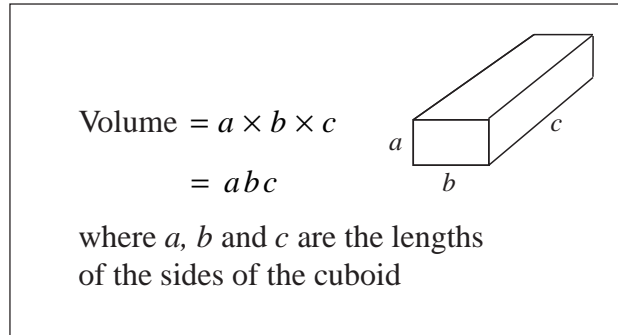 Volume = a × b × c
= abc
where a, b and c are the lengths
of the sides of the cuboid
a
b
c